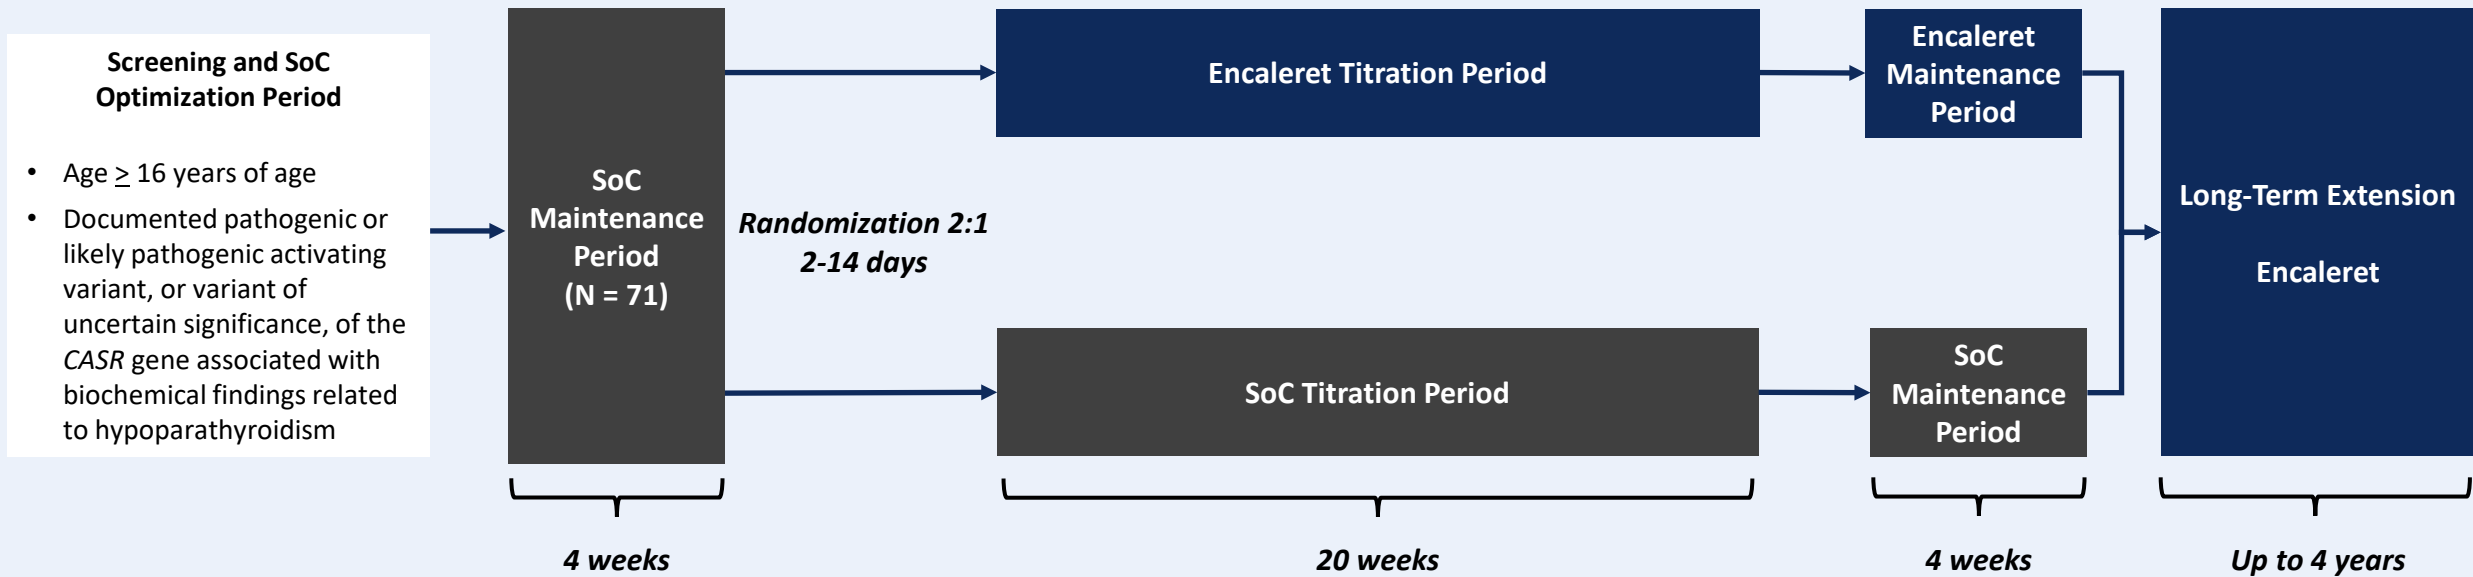 Screening and SoC
Optimization Period
• Age ≥ 16 years of age
• Documented pathogenic or
likely pathogenic activating
variant, or variant of
uncertain significance, of the
CASR gene associated with
biochemical findings related
to hypoparathyroidism
SoC
Maintenance
Period
(N = 71)
Randomization 2:1
2-14 days
Encaleret Titration Period
Encaleret
Maintenance
Period
SoC Titration Period
SoC
Maintenance
Period
Long-Term Extension
Encaleret
4 weeks
20 weeks
4 weeks
Up to 4 years